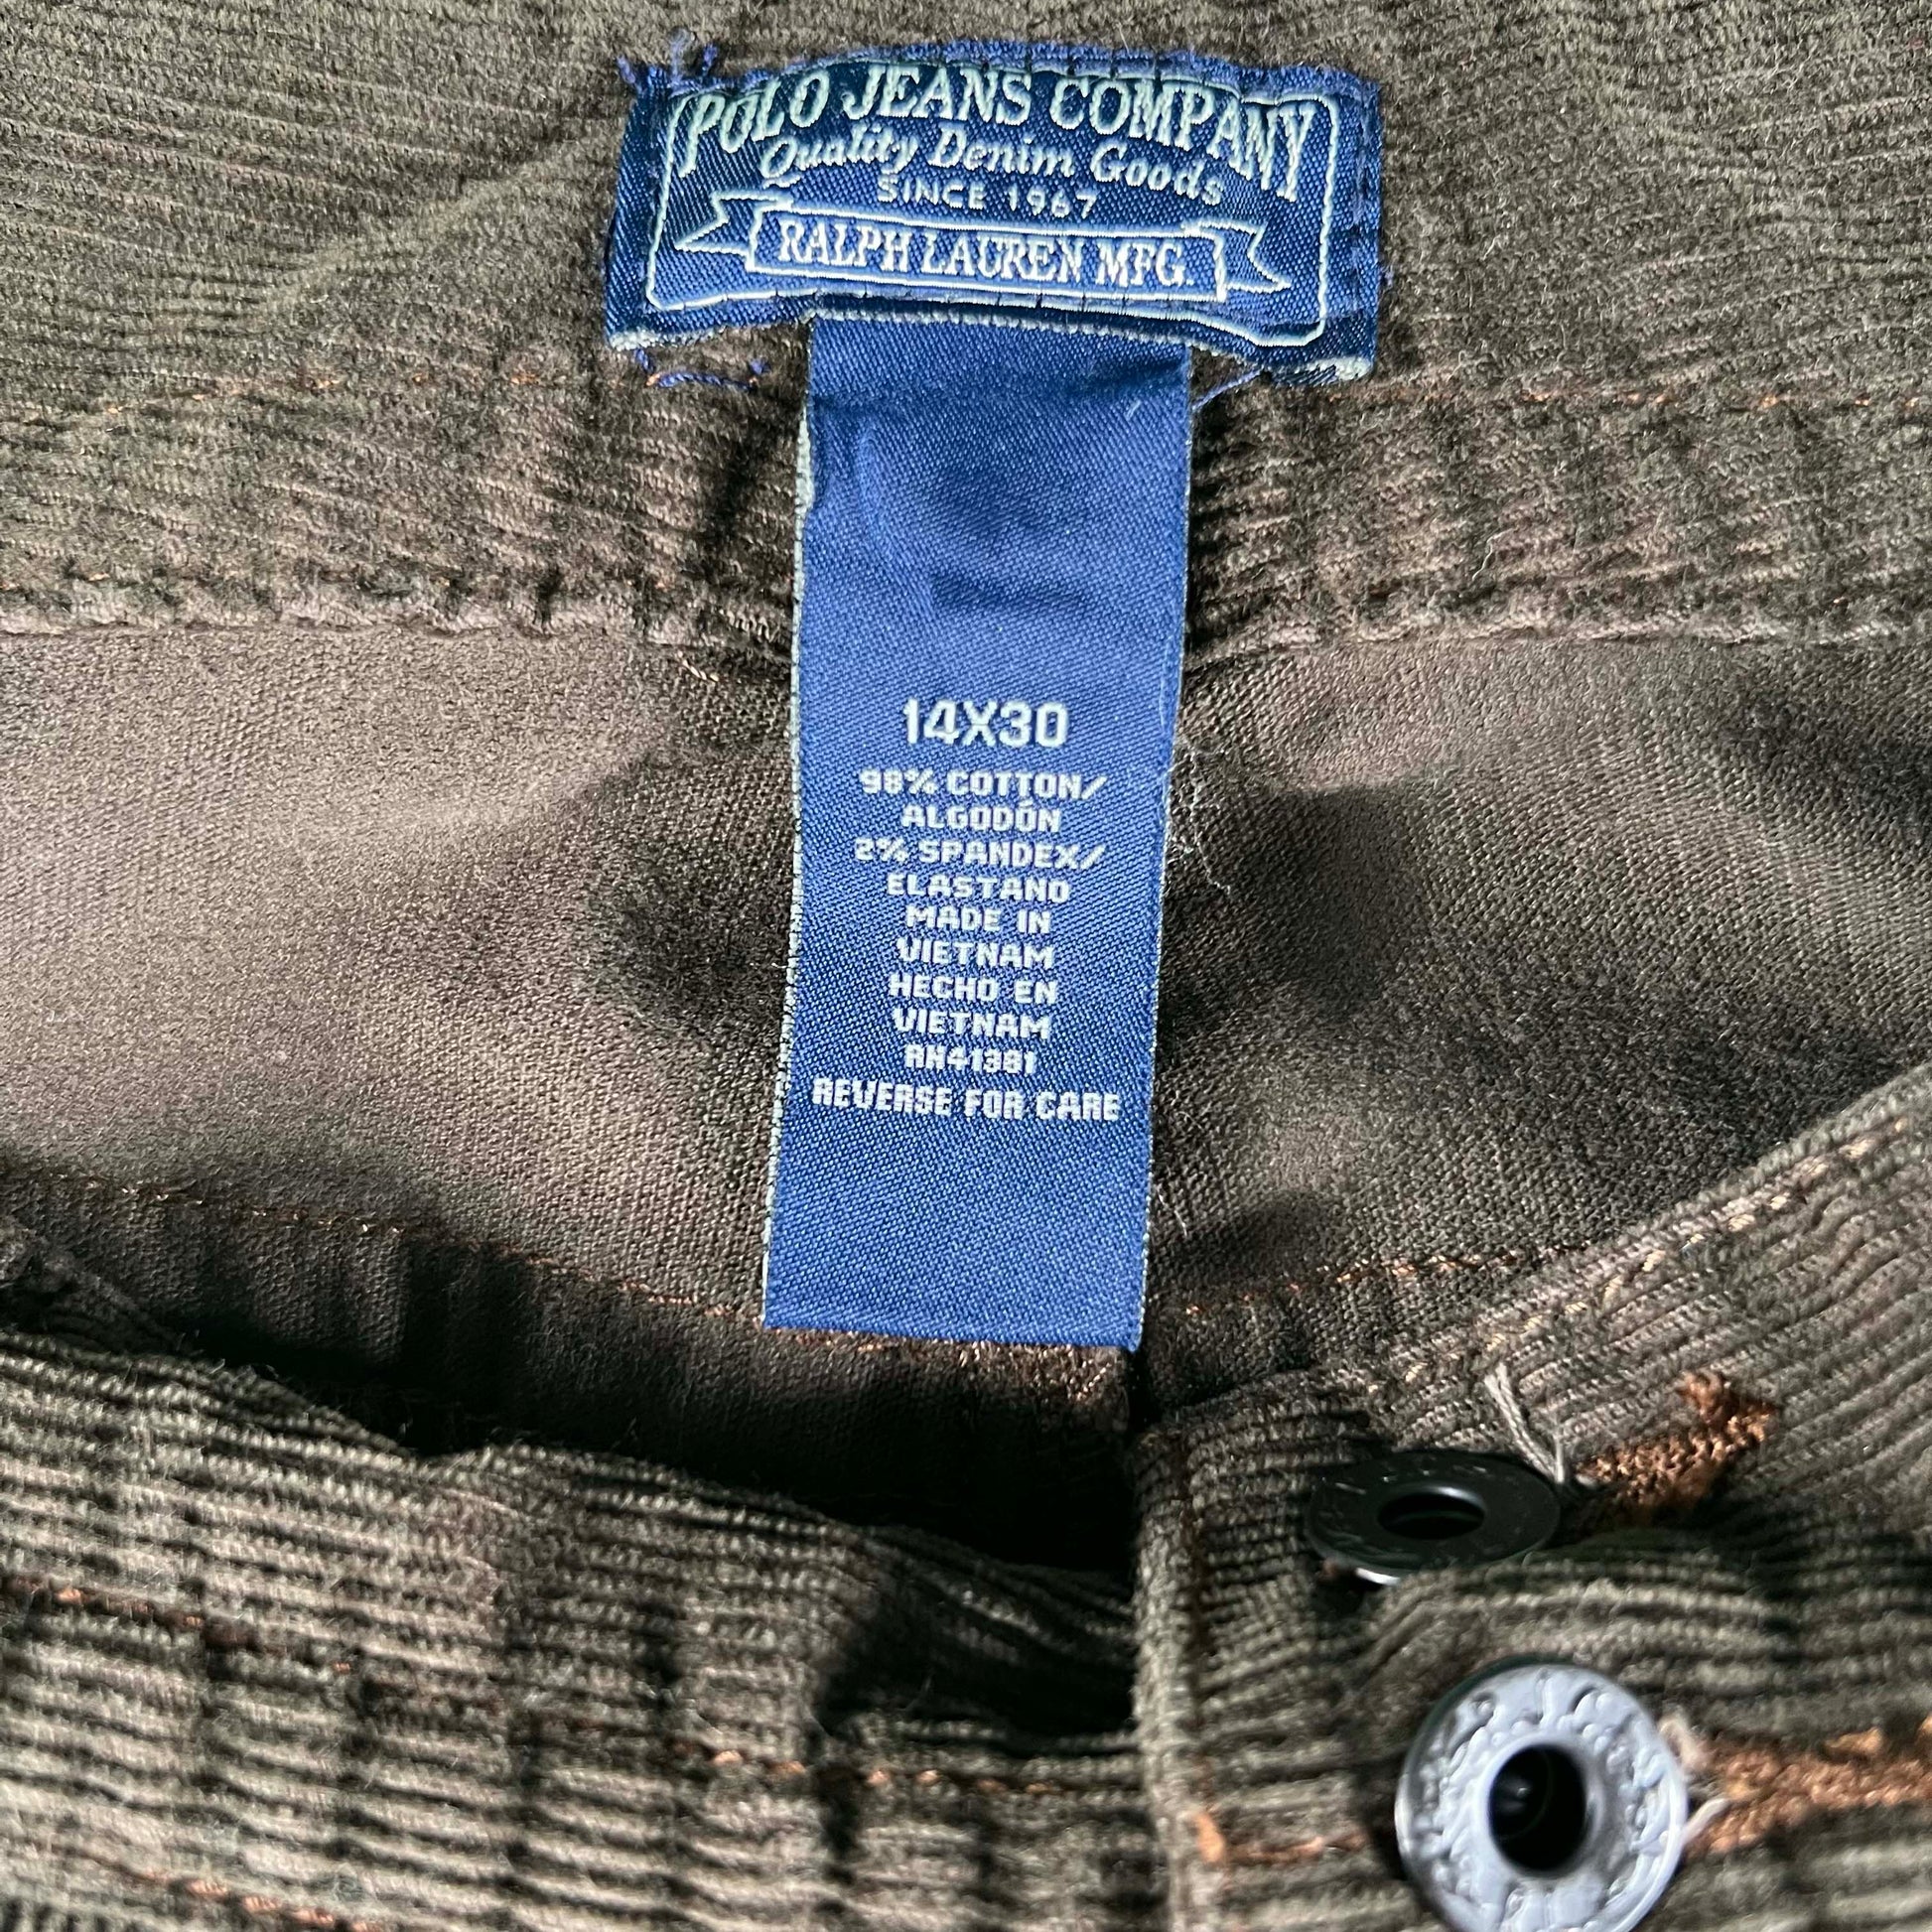 POLO JEANS COMPANY
Quality Denim Goods
SINCE 1967
RALPH LAUREN MFG.
14X30
98% COTTON/
ALGODÓN
2% SPANDEX/
ELASTANO
MADE IN
VIETNAM
HECHO EN
VIETNAM
RN41381
REVERSE FOR CARE